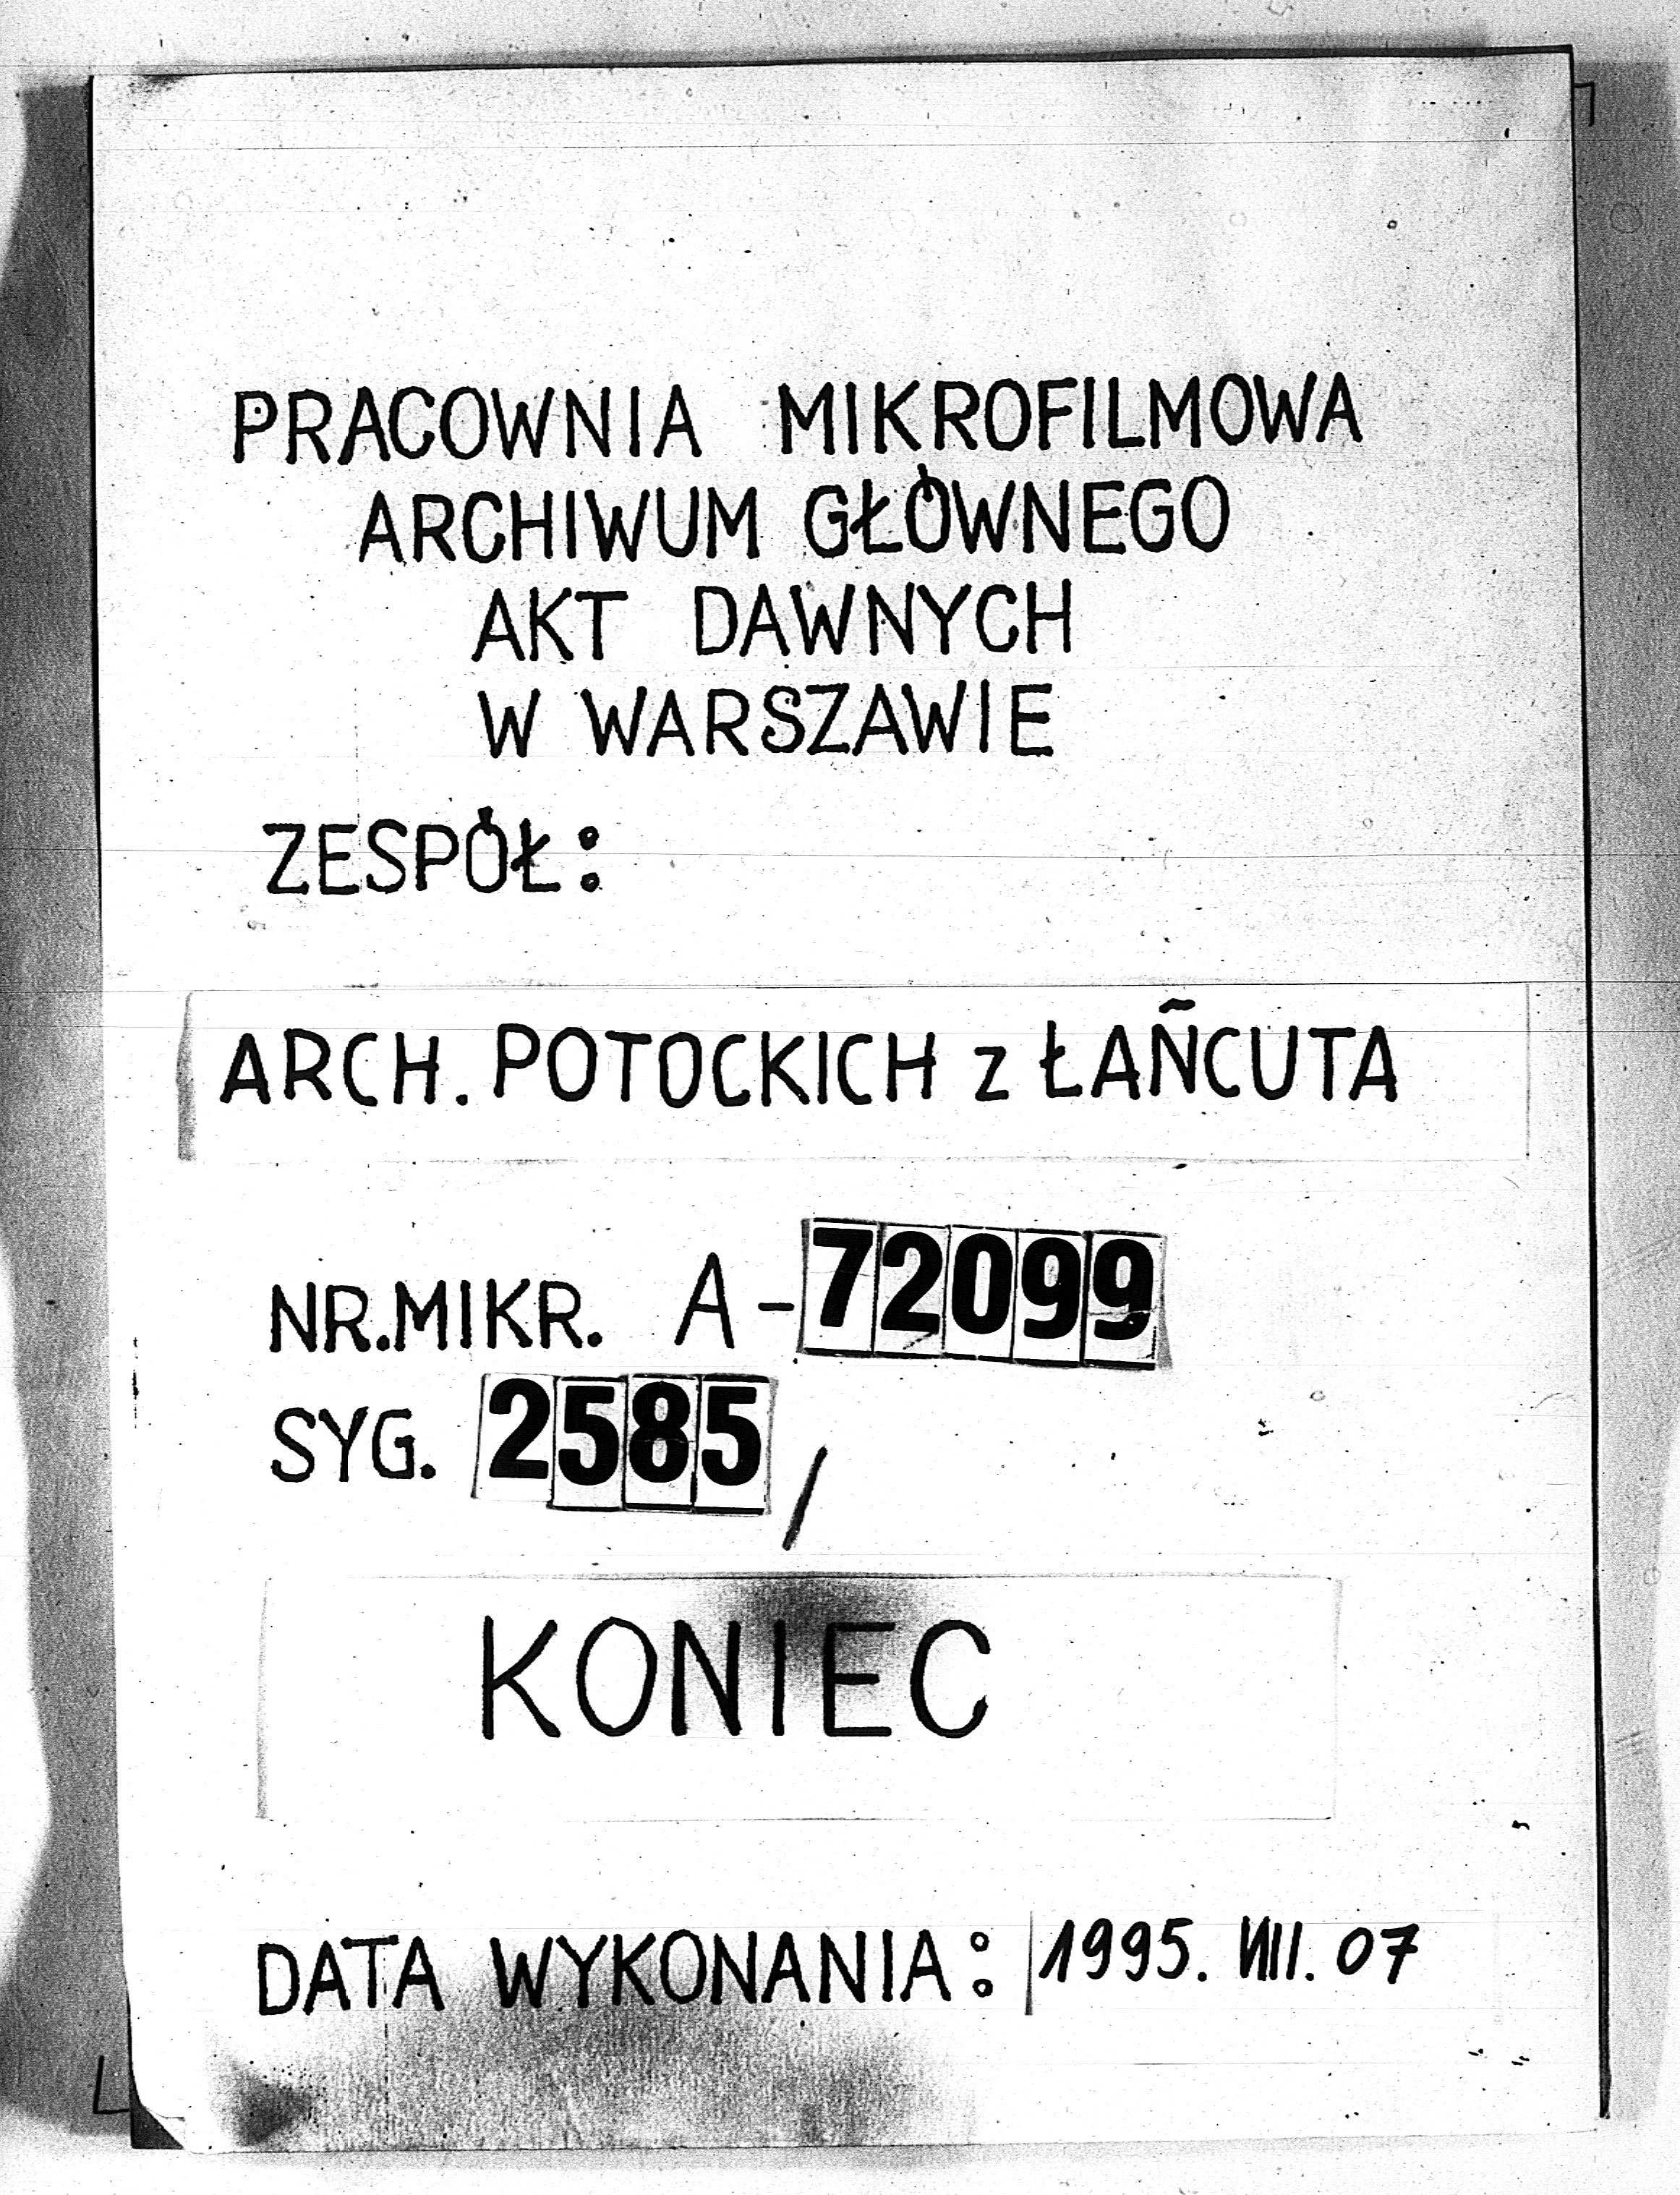 PRACOWNIA MIKROFILMOWA
ARCHIWUM GŁÓWNEGO
AKT DAWNYCH
W WARSZAWIE
ZESPÓŁ:
ARCH. POTOCKICH z ŁAŃCUTA
NR.MIKR. A-72099
SYG. 2585/
KONIEC
DATA WYKONANIA: 1995. VIII. 07